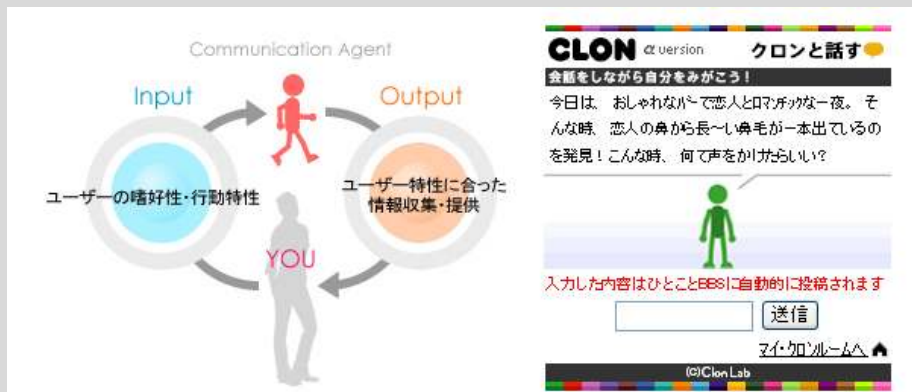 Communication Agent
Input
Output
ユーザーの嗜好性・行動特性
ユーザー特性に合った
情報収集・提供
YOU
CLON α version
クロンと話す
会話をしながら自分をみがこう！
今日は、おしゃれなバーで恋人とロマンチックな一夜。そ
んな時、恋人の鼻から長〜い鼻毛が一本出ているの
を発見！こんな時、何て声をかけたらいい？
入力した内容はひとことBBSに自動的に投稿されます
送信
マイ・クロンルームへ
(C)Clon Lab